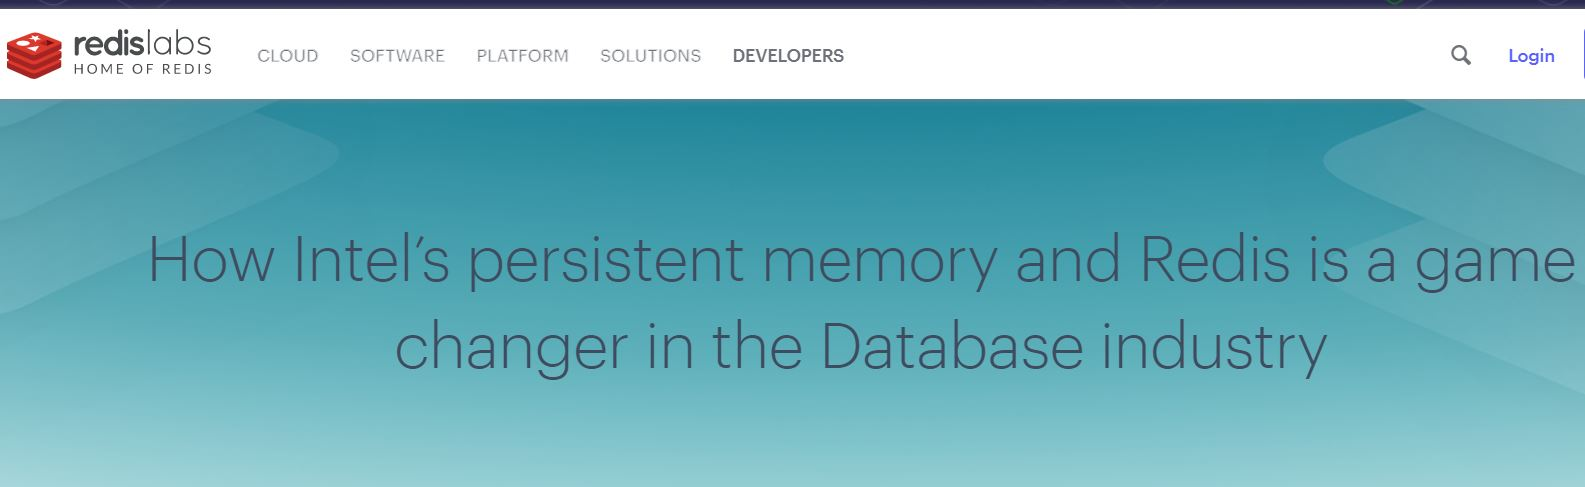 redislabs
HOME OF REDIS
CLOUD SOFTWARE PLATFORM SOLUTIONS DEVELOPERS
Login
How Intel’s persistent memory and Redis is a game
changer in the Database industry